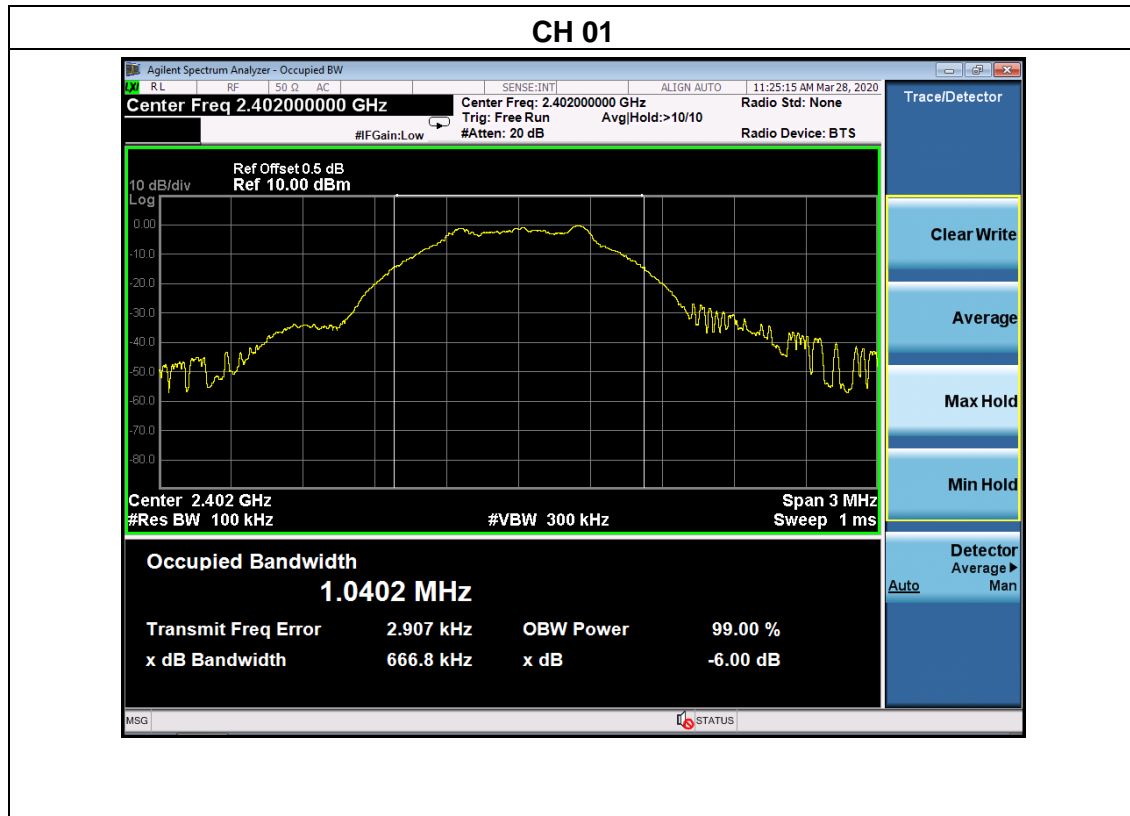 CH 01
Agilent Spectrum Analyzer - Occupied BW
LXI RL RF 50 Ω AC SENSE:INT ALIGN AUTO 11:25:15 AM Mar 28, 2020
Center Freq 2.402000000 GHz
Center Freq: 2.402000000 GHz
Radio Std: None
Trig: Free Run
Avg|Hold:>10/10
#IFGain:Low
#Atten: 20 dB
Radio Device: BTS
Trace/Detector
Ref Offset 0.5 dB
10 dB/div
Ref 10.00 dBm
Log
0.00
-10.0
-20.0
-30.0
-40.0
-50.0
-60.0
-70.0
-80.0
Clear Write
Average
Max Hold
Min Hold
Center 2.402 GHz
Span 3 MHz
#Res BW 100 kHz
#VBW 300 kHz
Sweep 1 ms
Detector
Average
Auto Man
Occupied Bandwidth
1.0402 MHz
Transmit Freq Error 2.907 kHz OBW Power 99.00 %
x dB Bandwidth 666.8 kHz x dB -6.00 dB
MSG
STATUS